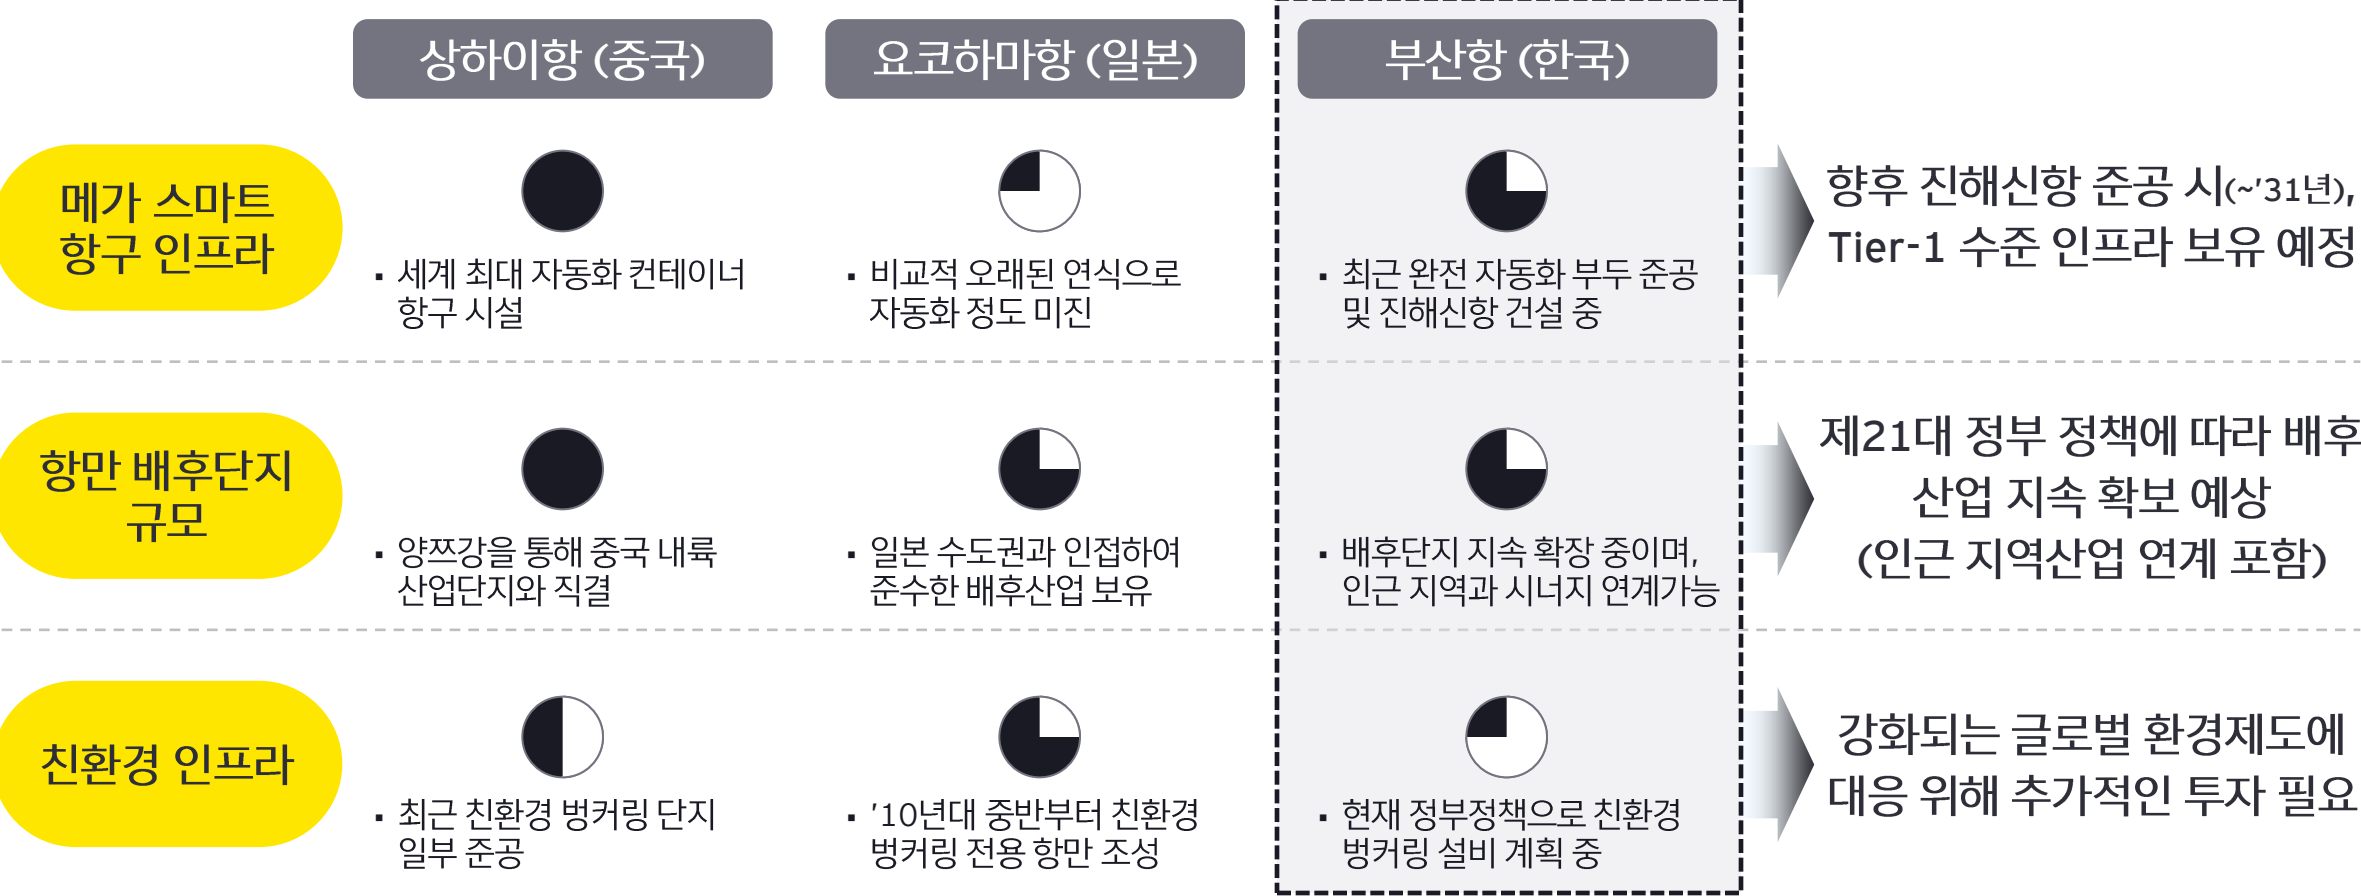 상하이항 (중국)
요코하마항 (일본)
부산항 (한국)
메가 스마트
항구 인프라
▪ 세계 최대 자동화 컨테이너
항구 시설
▪ 비교적 오래된 연식으로
자동화 정도 미진
▪ 최근 완전 자동화 부두 준공
및 진해신항 건설 중
향후 진해신항 준공 시(~’31년),
Tier-1 수준 인프라 보유 예정
항만 배후단지
규모
▪ 양쯔강을 통해 중국 내륙
산업단지와 직결
▪ 일본 수도권과 인접하여
준수한 배후산업 보유
▪ 배후단지 지속 확장 중이며,
인근 지역과 시너지 연계가능
제21대 정부 정책에 따라 배후
산업 지속 확보 예상
(인근 지역산업 연계 포함)
친환경 인프라
▪ 최근 친환경 벙커링 단지
일부 준공
▪ ’10년대 중반부터 친환경
벙커링 전용 항만 조성
▪ 현재 정부정책으로 친환경
벙커링 설비 계획 중
강화되는 글로벌 환경제도에
대응 위해 추가적인 투자 필요